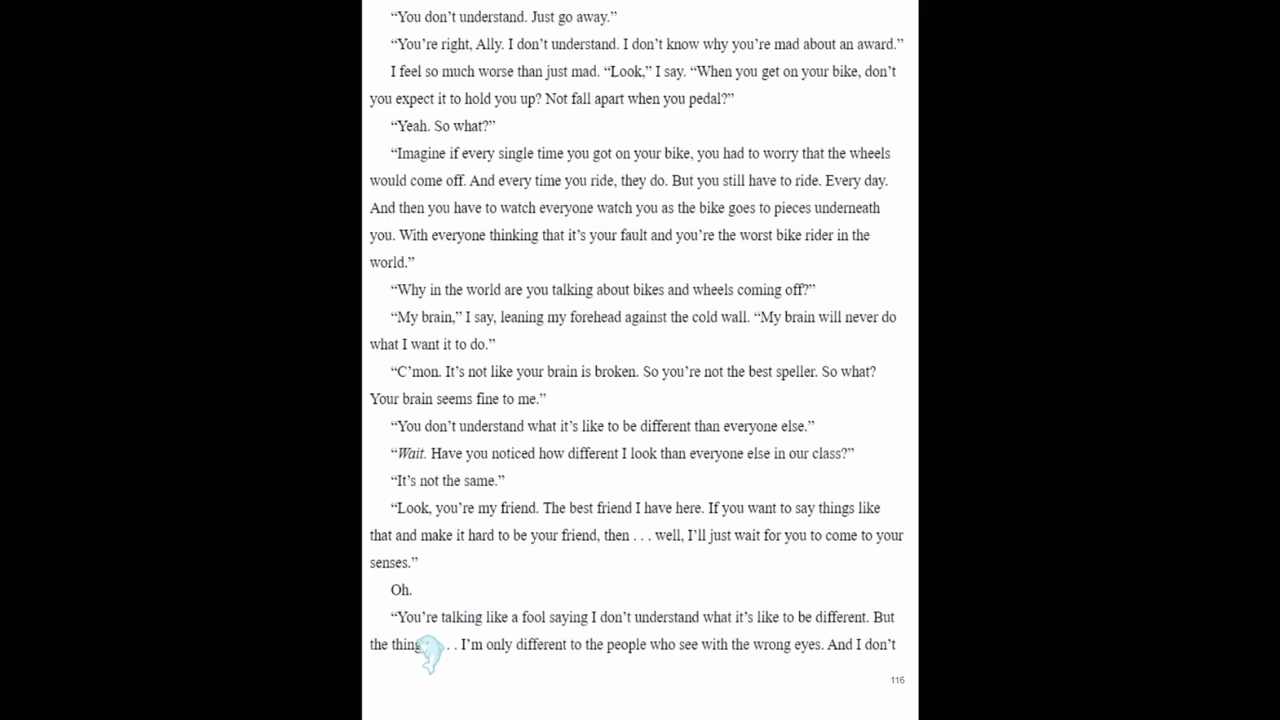 “You don’t understand. Just go away.”
“You’re right, Ally. I don’t understand. I don’t know why you’re mad about an award.”
I feel so much worse than just mad. “Look,” I say. “When you get on your bike, don’t
you expect it to hold you up? Not fall apart when you pedal?”
“Yeah. So what?”
“Imagine if every single time you got on your bike, you had to worry that the wheels
would come off. And every time you ride, they do. But you still have to ride. Every day.
And then you have to watch everyone watch you as the bike goes to pieces underneath
you. With everyone thinking that it’s your fault and you’re the worst bike rider in the
world.”
“Why in the world are you talking about bikes and wheels coming off?”
“My brain,” I say, leaning my forehead against the cold wall. “My brain will never do
what I want it to do.”
“C’mon. It’s not like your brain is broken. So you’re not the best speller. So what?
Your brain seems fine to me.”
“You don’t understand what it’s like to be different than everyone else.”
“Wait. Have you noticed how different I look than everyone else in our class?”
“It’s not the same.”
“Look, you’re my friend. The best friend I have here. If you want to say things like
that and make it hard to be your friend, then . . . well, I’ll just wait for you to come to your
senses.”
Oh.
“You’re talking like a fool saying I don’t understand what it’s like to be different. But
the thing . . I’m only different to the people who see with the wrong eyes. And I don’t
116